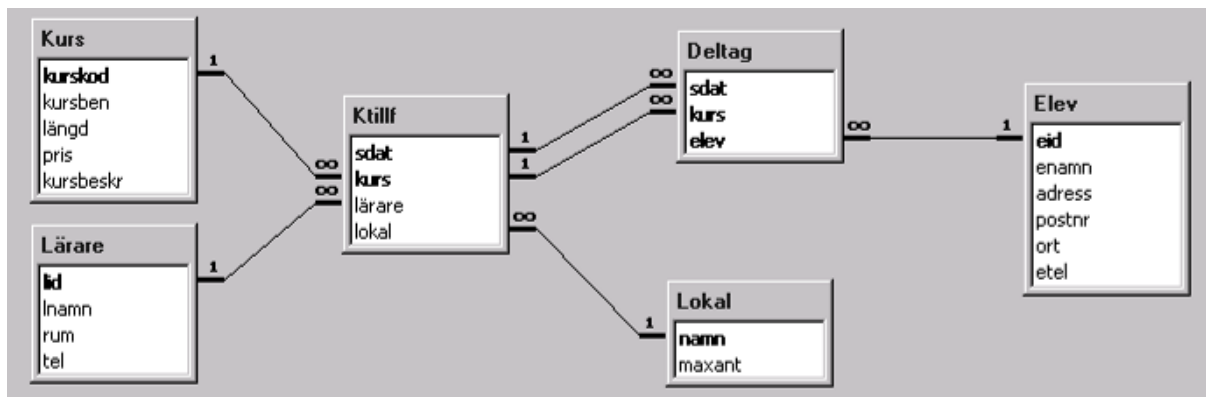 Kurs
kurskod
kursben
längd
pris
kursbeskr
Lärare
lid
lnamn
rum
tel
Ktillf
sdat
kurs
lärare
lokal
Deltag
sdat
kurs
elev
Lokal
namn
maxant
Elev
eid
enamn
adress
postnr
ort
etel
1
∞
1
∞
1
∞
1
∞
∞
1
∞
1